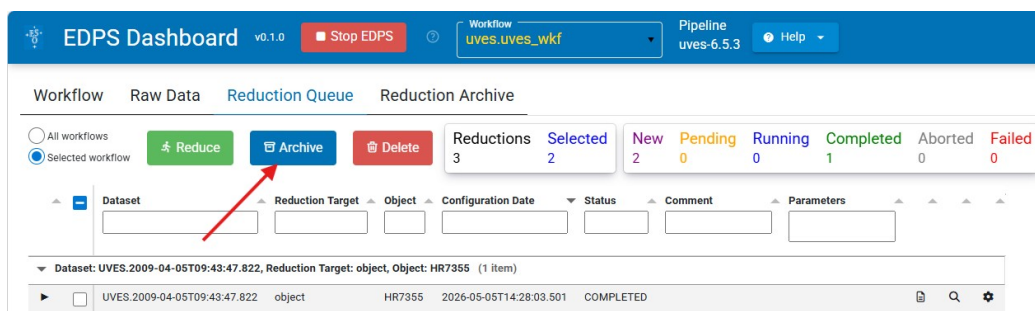 ES O EDPS Dashboard v0.1.0 Stop EDPS ? Workflow uves.uves_wkf Pipeline uves-6.5.3 Help
Workflow Raw Data Reduction Queue Reduction Archive
All workflows
Selected workflow
Reduce Archive Delete
Reductions Selected New Pending Running Completed Aborted Failed
3 2 2 0 0 1 0 0
Dataset Reduction Target Object Configuration Date Status Comment Parameters
Dataset: UVES.2009-04-05T09:43:47.822, Reduction Target: object, Object: HR7355 (1 item)
UVES.2009-04-05T09:43:47.822 object HR7355 2026-05-05T14:28:03.501 COMPLETED